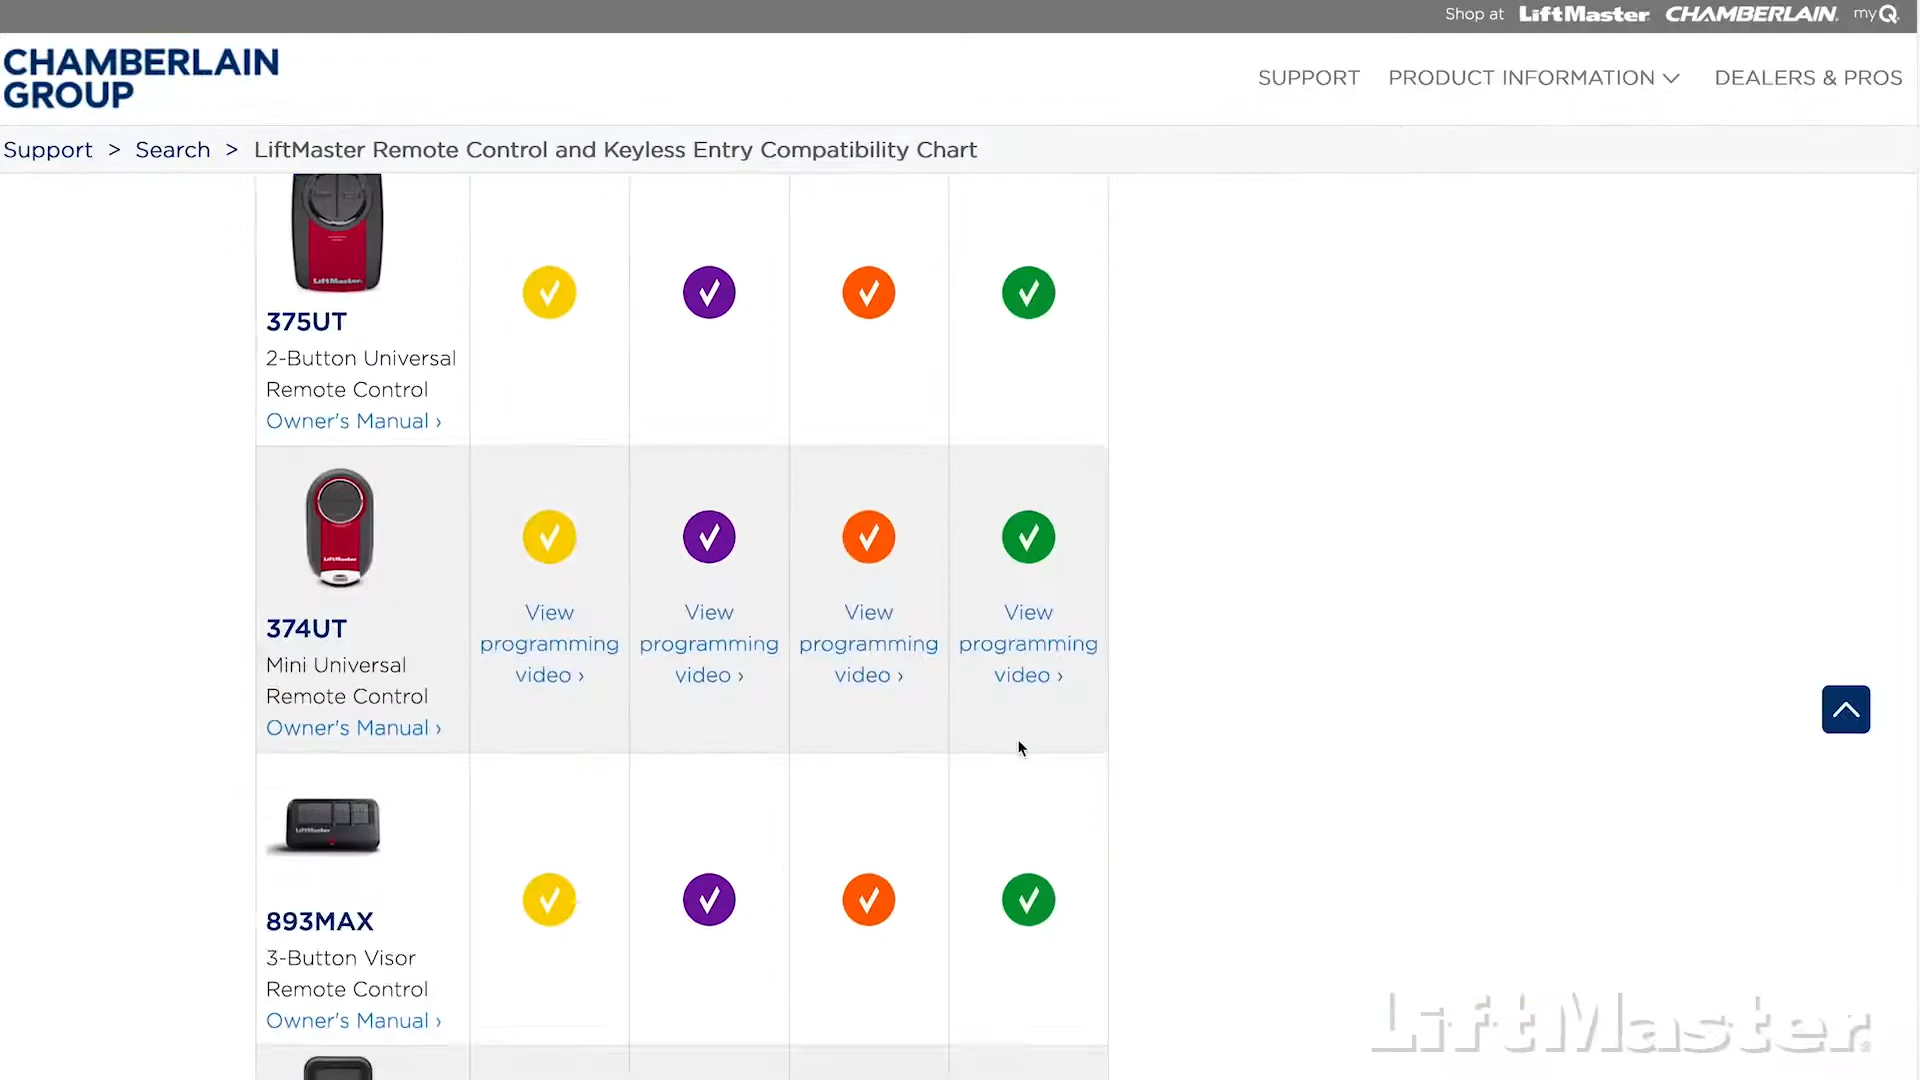 Shop at LiftMaster CHAMBERLAIN myQ
CHAMBERLAIN
GROUP
SUPPORT PRODUCT INFORMATION DEALERS & PROS
Support > Search > LiftMaster Remote Control and Keyless Entry Compatibility Chart
LiftMaster
375UT
2-Button Universal
Remote Control
Owner's Manual ›
LiftMaster
374UT
Mini Universal
Remote Control
Owner's Manual ›
View
programming
video ›
View
programming
video ›
View
programming
video ›
View
programming
video ›
LiftMaster
893MAX
3-Button Visor
Remote Control
Owner's Manual ›
LiftMaster®